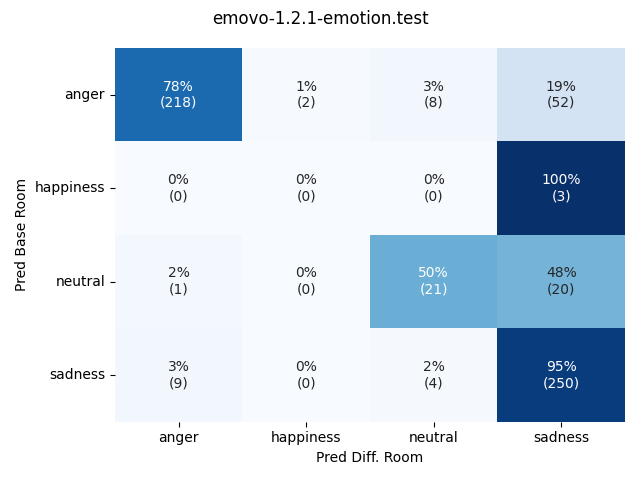 emovo-1.2.1-emotion.test
Pred Base Room
anger
78% 1% 3% 19%
(218) (2) (8) (52)
happiness
0% 0% 0% 100%
(0) (0) (0) (3)
neutral
2% 0% 50% 48%
(1) (0) (21) (20)
sadness
3% 0% 2% 95%
(9) (0) (4) (250)
anger happiness neutral sadness
Pred Diff. Room